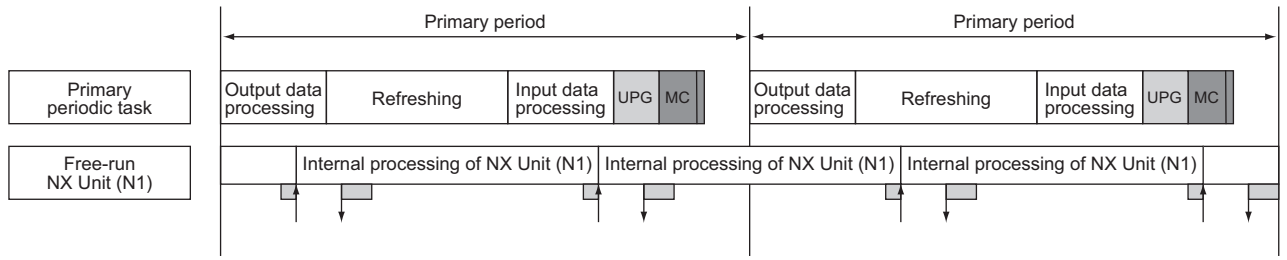 Primary period
Primary period
Primary
periodic task
Output data
processing
Refreshing
Input data
processing
UPG
MC
Output data
processing
Refreshing
Input data
processing
UPG
MC
Free-run
NX Unit (N1)
Internal processing of NX Unit (N1)
Internal processing of NX Unit (N1)
Internal processing of NX Unit (N1)